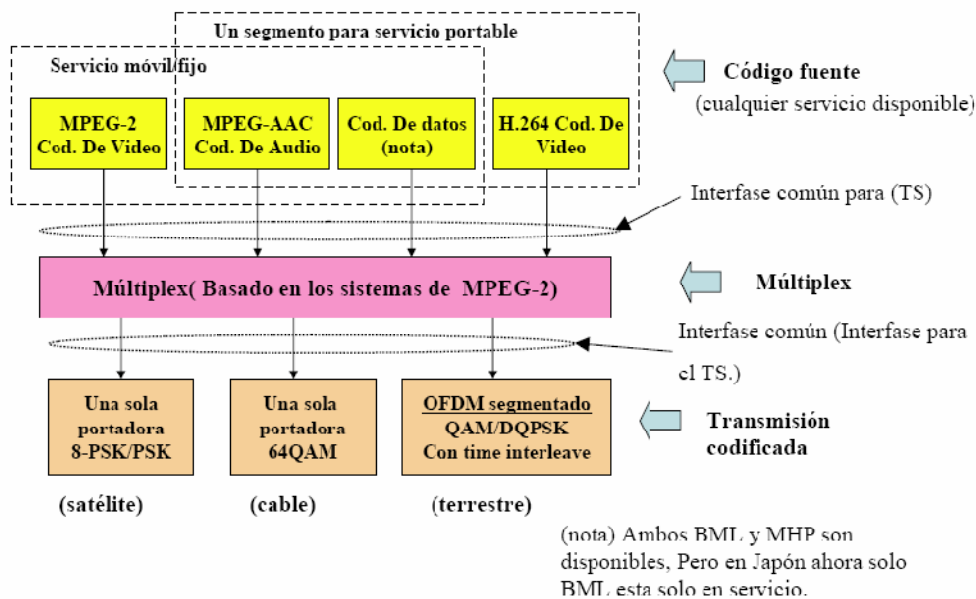 Un segmento para servicio portable
Servicio móvil/fijo
MPEG-2
Cod. De Video
MPEG-AAC
Cod. De Audio
Cod. De datos
(nota)
H.264 Cod. De
Video
Código fuente
(cualquier servicio disponible)
Interfase común para (TS)
Múltiplex( Basado en los sistemas de MPEG-2)
Múltiplex
Interfase común (Interfase para
el TS.)
Una sola
portadora
8-PSK/PSK
Una sola
portadora
64QAM
OFDM segmentado
QAM/DQPSK
Con time interleave
Transmisión
codificada
(satélite)
(cable)
(terrestre)
(nota) Ambos BML y MHP son
disponibles, Pero en Japón ahora solo
BML esta solo en servicio.